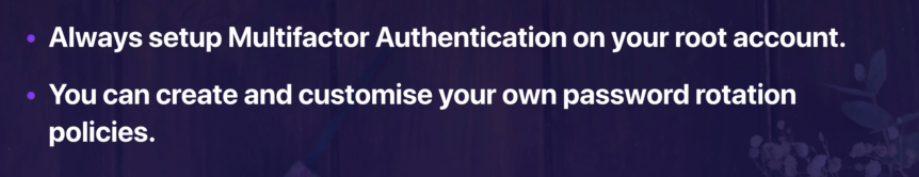 • Always setup Multifactor Authentication on your root account.
• You can create and customise your own password rotation
policies.